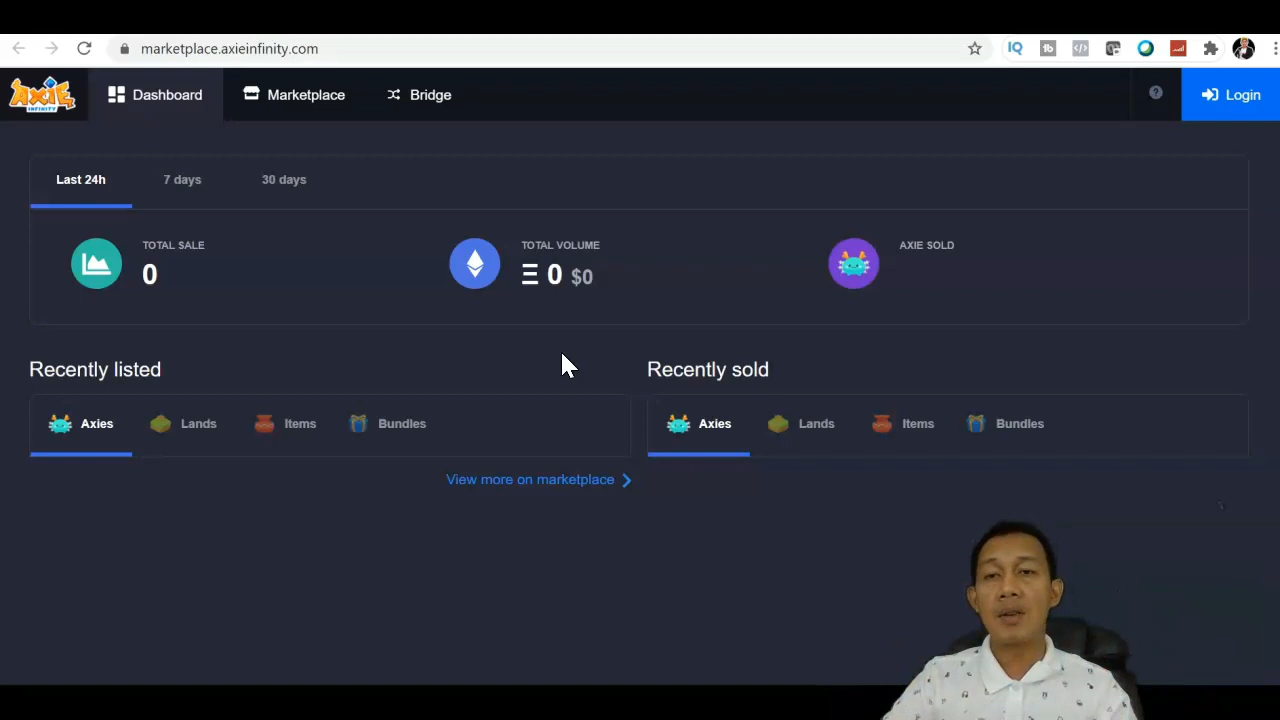 marketplace.axieinfinity.com
IQ
AXIE
INFINITY
Dashboard
Marketplace
Bridge
?
Login
Last 24h
7 days
30 days
TOTAL SALE
0
TOTAL VOLUME
Ξ 0 $0
AXIE SOLD
Recently listed
Axies
Lands
Items
Bundles
View more on marketplace
Recently sold
Axies
Lands
Items
Bundles